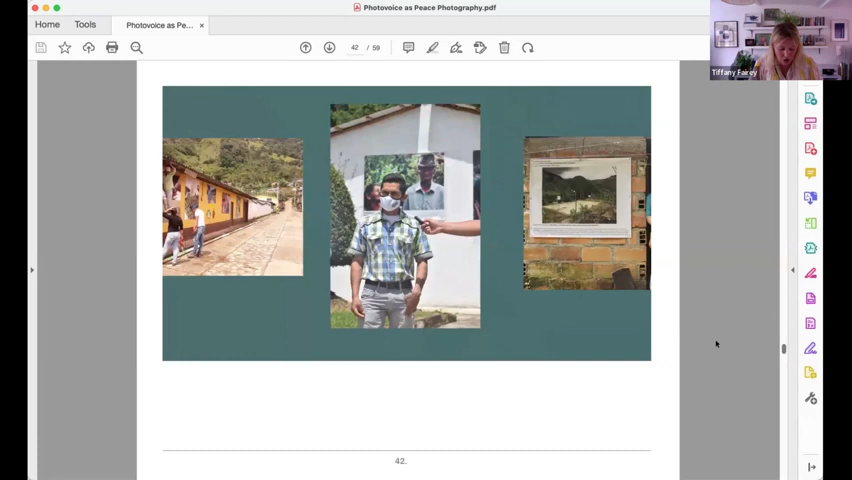 Photovoice as Peace Photography.pdf
Home
Tools
Photovoice as Pe...
42 / 59
Tiffany Fairey
42.